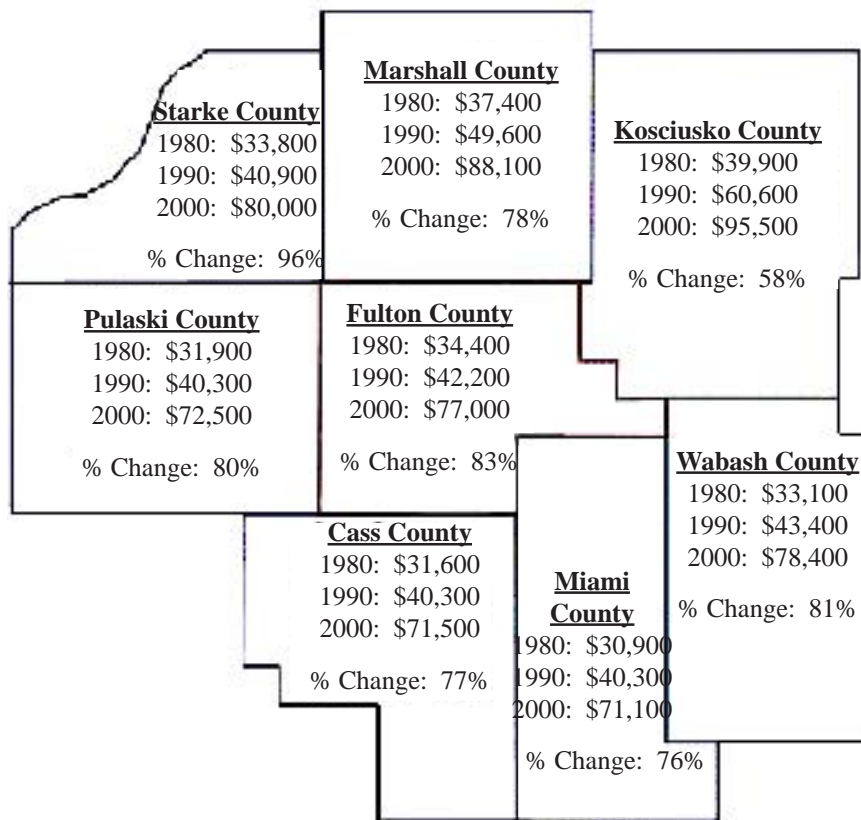 Marshall County
1980: $37,400
1990: $49,600
2000: $88,100
% Change: 78%
Starke County
1980: $33,800
1990: $40,900
2000: $80,000
% Change: 96%
Kosciusko County
1980: $39,900
1990: $60,600
2000: $95,500
% Change: 58%
Pulaski County
1980: $31,900
1990: $40,300
2000: $72,500
% Change: 80%
Fulton County
1980: $34,400
1990: $42,200
2000: $77,000
% Change: 83%
Wabash County
1980: $33,100
1990: $43,400
2000: $78,400
% Change: 81%
Cass County
1980: $31,600
1990: $40,300
2000: $71,500
% Change: 77%
Miami
County
1980: $30,900
1990: $40,300
2000: $71,100
% Change: 76%